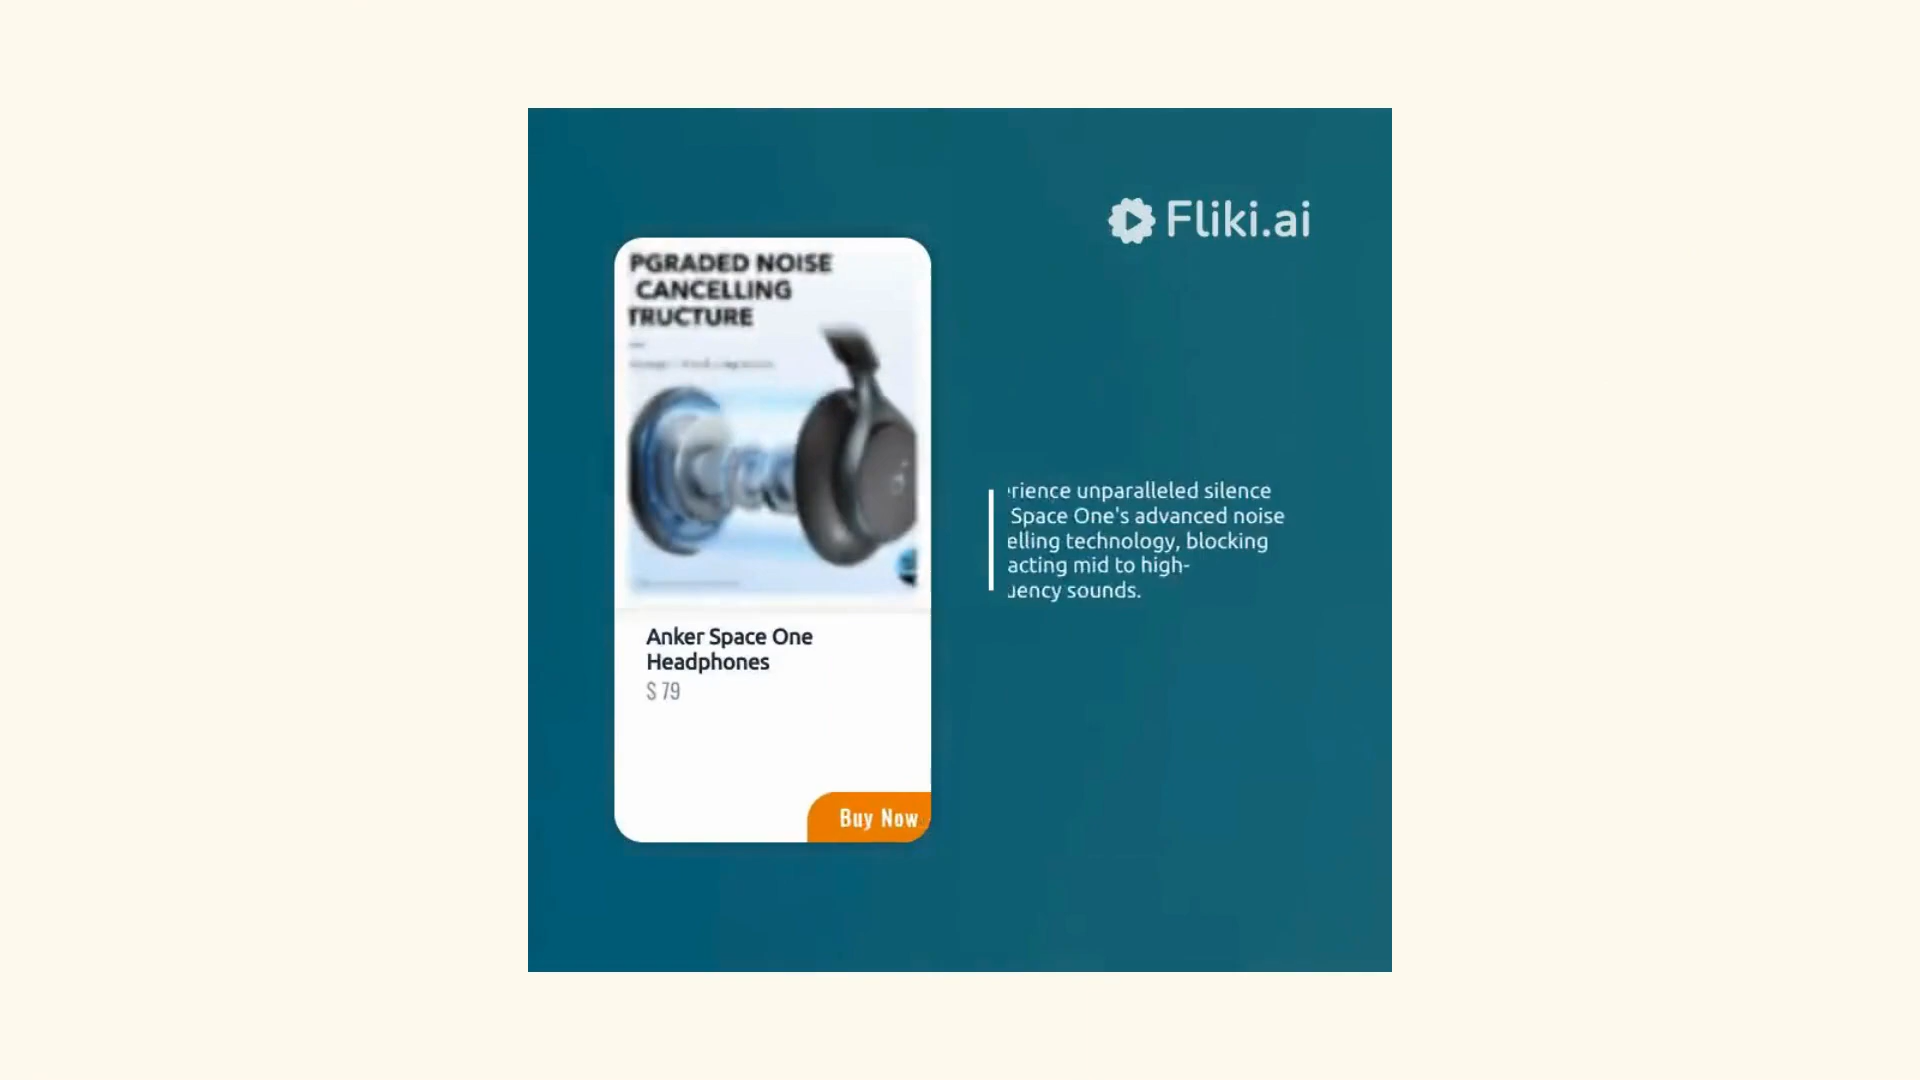 Fliki.ai
PGRADED NOISE
CANCELLING
TRUCTURE
Anker Space One
Headphones
$ 79
Buy Now
rience unparalleled silence
Space One's advanced noise
elling technology, blocking
acting mid to high-
uency sounds.